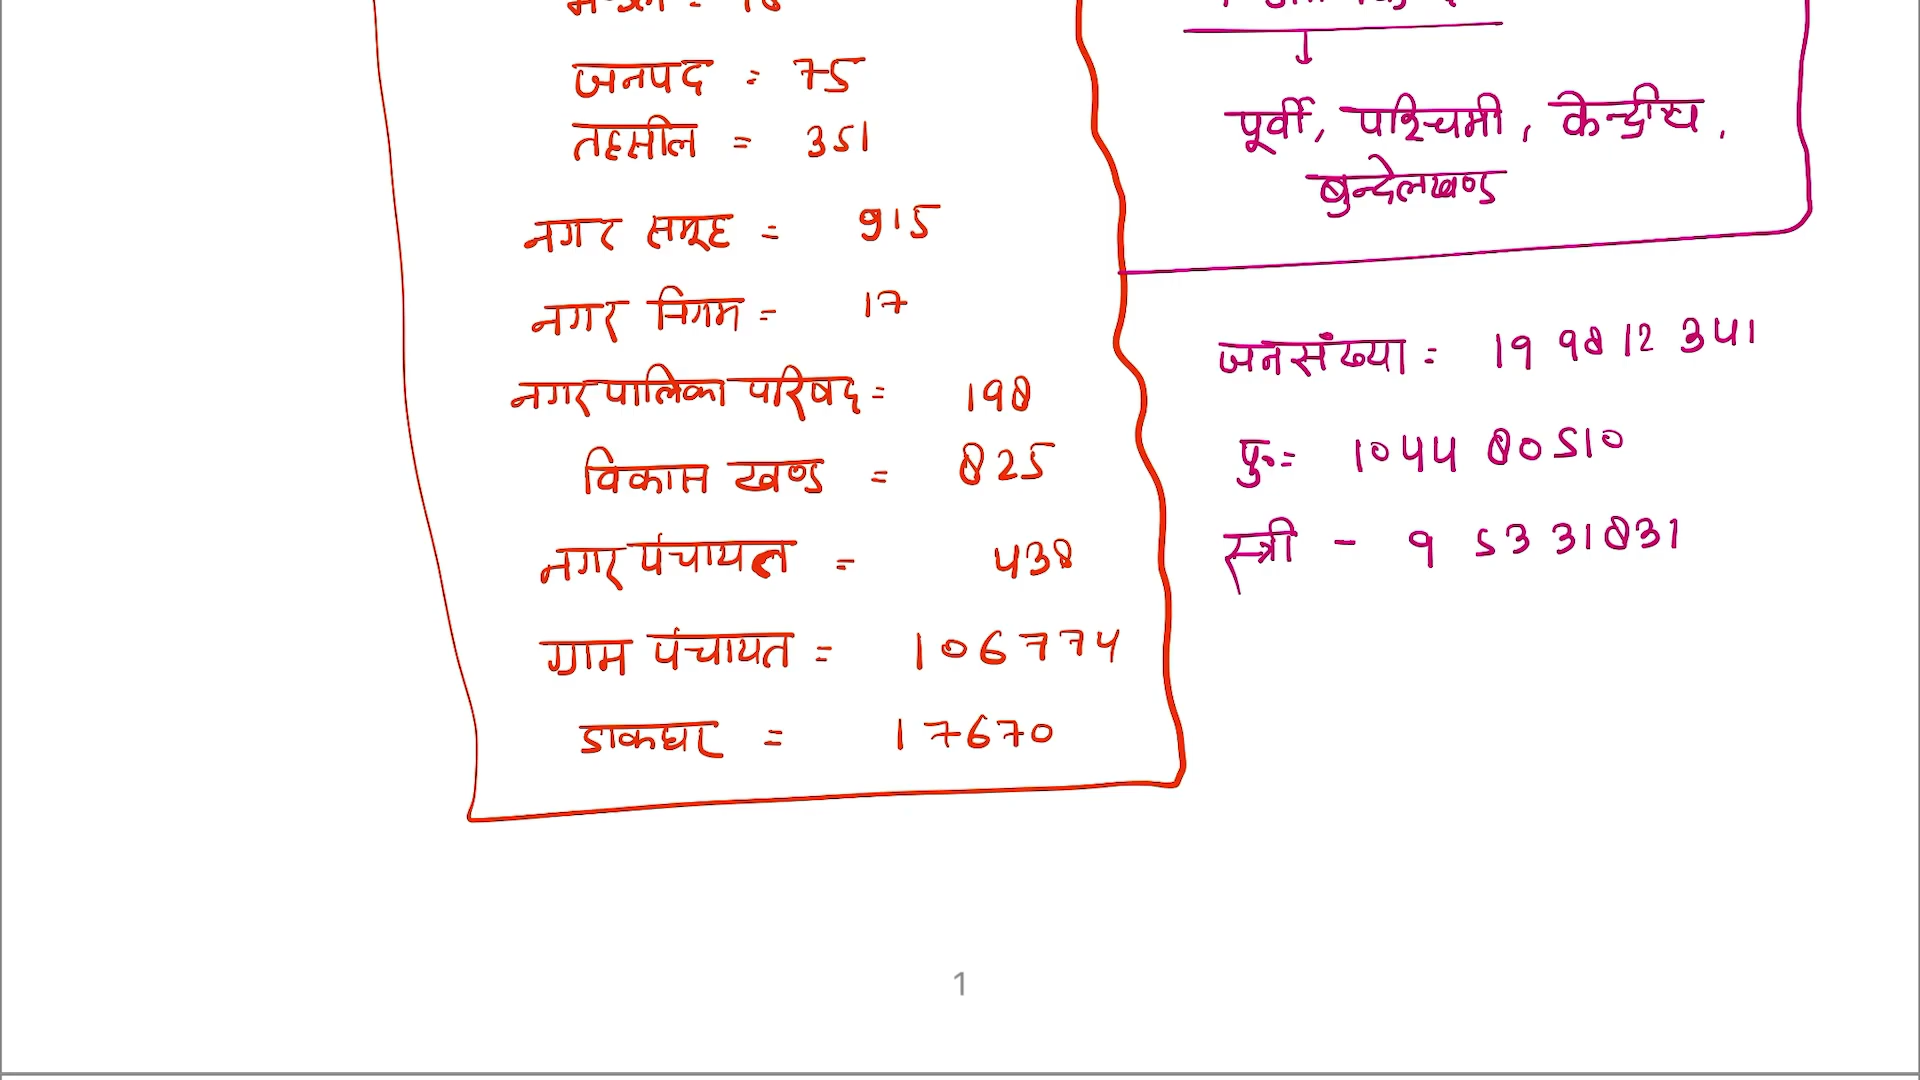 जनपद = 75
तहसील = 351
नगर समूह = 915
नगर निगम = 17
नगर पालिका परिषद = 198
विकास खण्ड = 825
नगर पंचायत = 438
ग्राम पंचायत = 106774
डाकघर = 17670
पूर्वी, पश्चिमी, केन्द्रीय,
बुन्देलखण्ड
जनसंख्या = 19 98 12 341
पु॰= 1044 80510
स्त्री - 9 53 31831
1